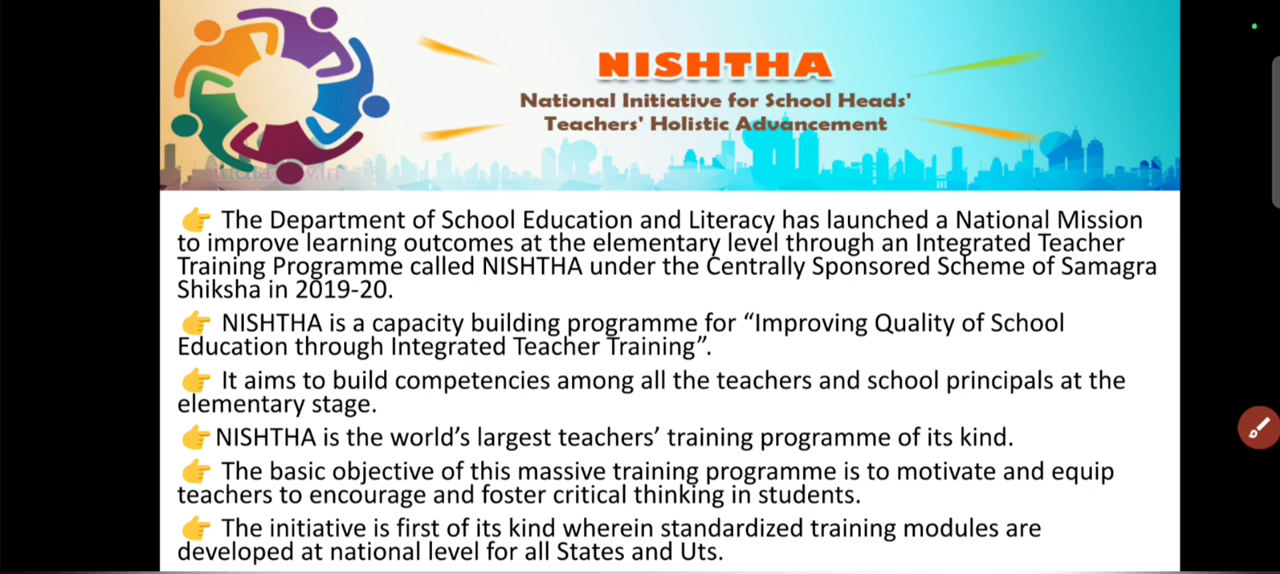 NISHTHA
National Initiative for School Heads'
Teachers' Holistic Advancement
👉 The Department of School Education and Literacy has launched a National Mission
to improve learning outcomes at the elementary level through an Integrated Teacher
Training Programme called NISHTHA under the Centrally Sponsored Scheme of Samagra
Shiksha in 2019-20.
👉 NISHTHA is a capacity building programme for “Improving Quality of School
Education through Integrated Teacher Training”.
👉 It aims to build competencies among all the teachers and school principals at the
elementary stage.
👉NISHTHA is the world’s largest teachers’ training programme of its kind.
👉 The basic objective of this massive training programme is to motivate and equip
teachers to encourage and foster critical thinking in students.
👉 The initiative is first of its kind wherein standardized training modules are
developed at national level for all States and Uts.